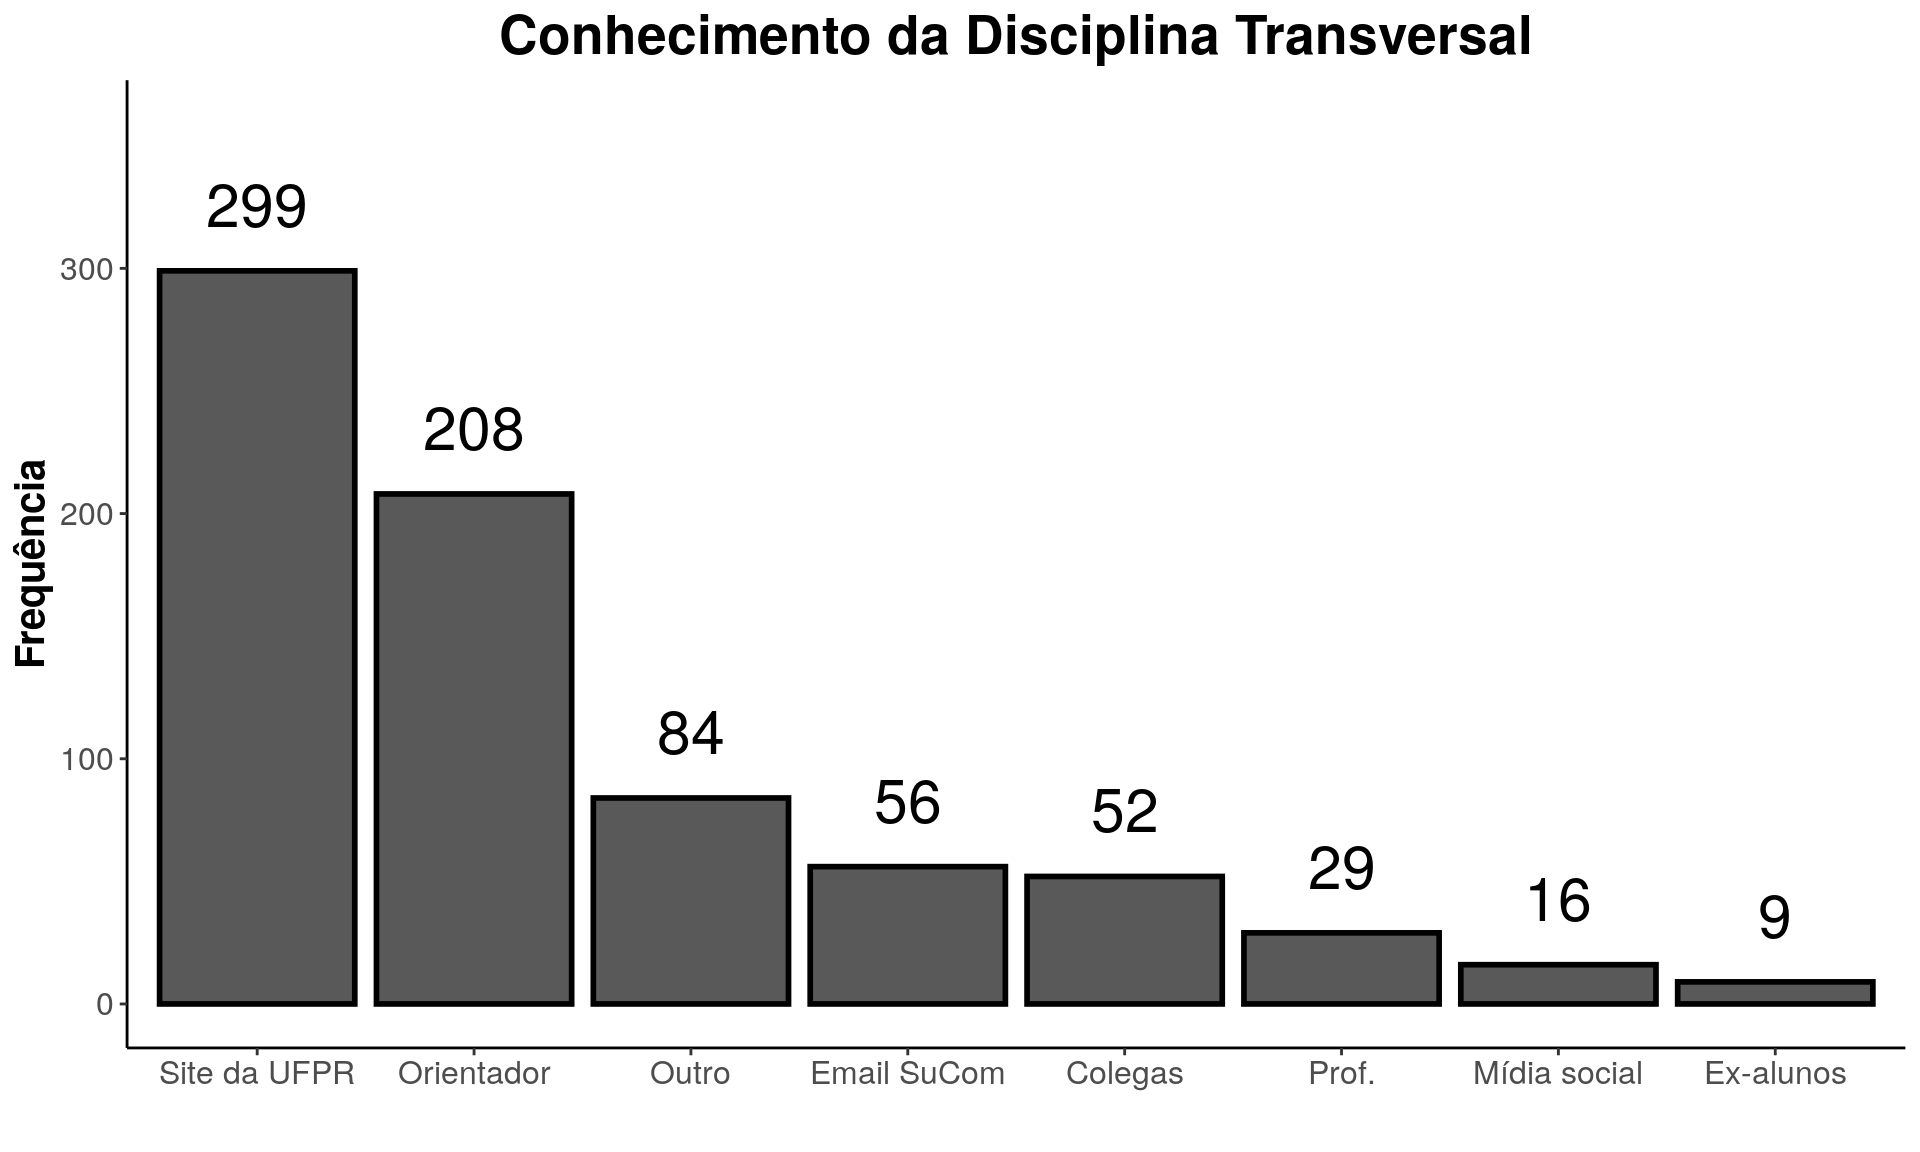 Conhecimento da Disciplina Transversal
Frequência
300
200
100
0
299
208
84
56
52
29
16
9
Site da UFPR
Orientador
Outro
Email SuCom
Colegas
Prof.
Mídia social
Ex-alunos